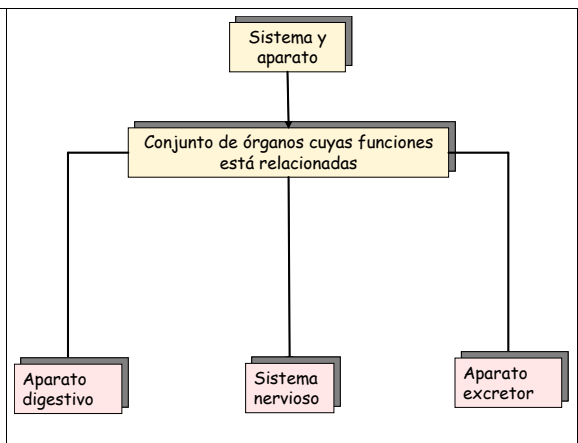 Sistema y
aparato
Conjunto de órganos cuyas funciones
está relacionadas
Aparato
digestivo
Sistema
nervioso
Aparato
excretor